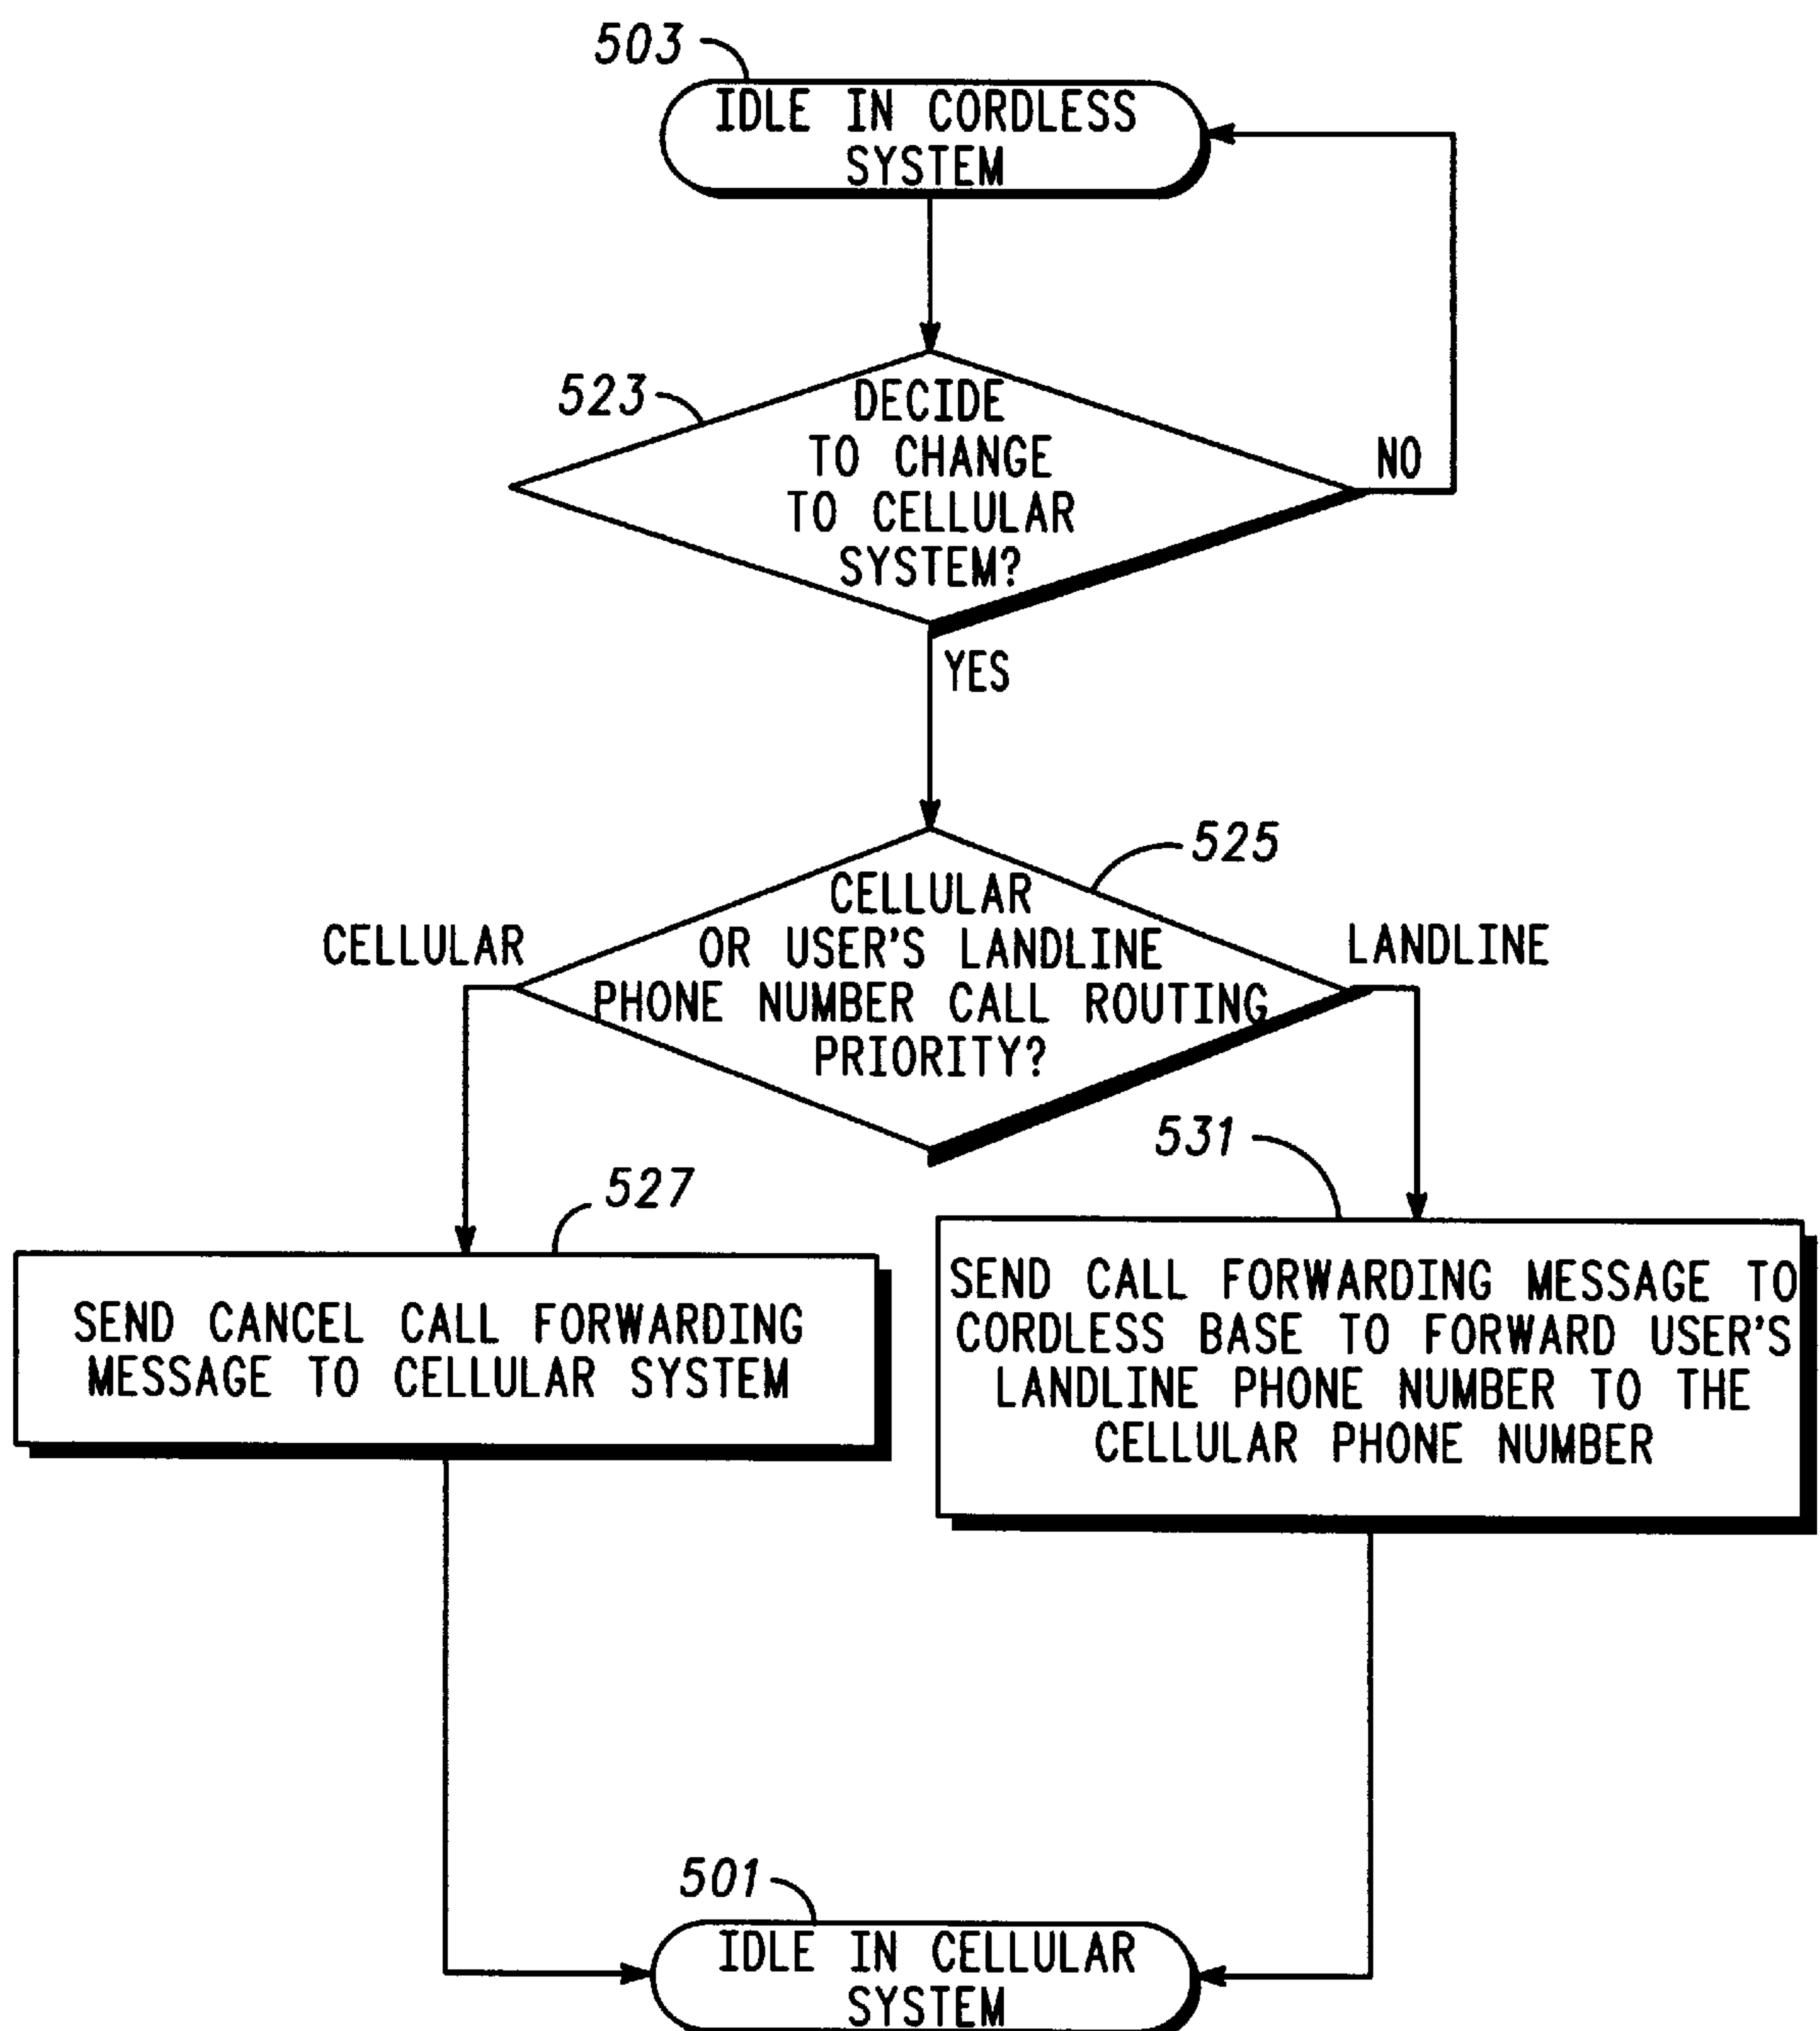 503
IDLE IN CORDLESS
SYSTEM
523
DECIDE
TO CHANGE
TO CELLULAR
SYSTEM?
NO
YES
525
CELLULAR
OR USER'S LANDLINE
PHONE NUMBER CALL ROUTING
PRIORITY?
CELLULAR
LANDLINE
527
SEND CANCEL CALL FORWARDING
MESSAGE TO CELLULAR SYSTEM
531
SEND CALL FORWARDING MESSAGE TO
CORDLESS BASE TO FORWARD USER'S
LANDLINE PHONE NUMBER TO THE
CELLULAR PHONE NUMBER
501
IDLE IN CELLULAR
SYSTEM